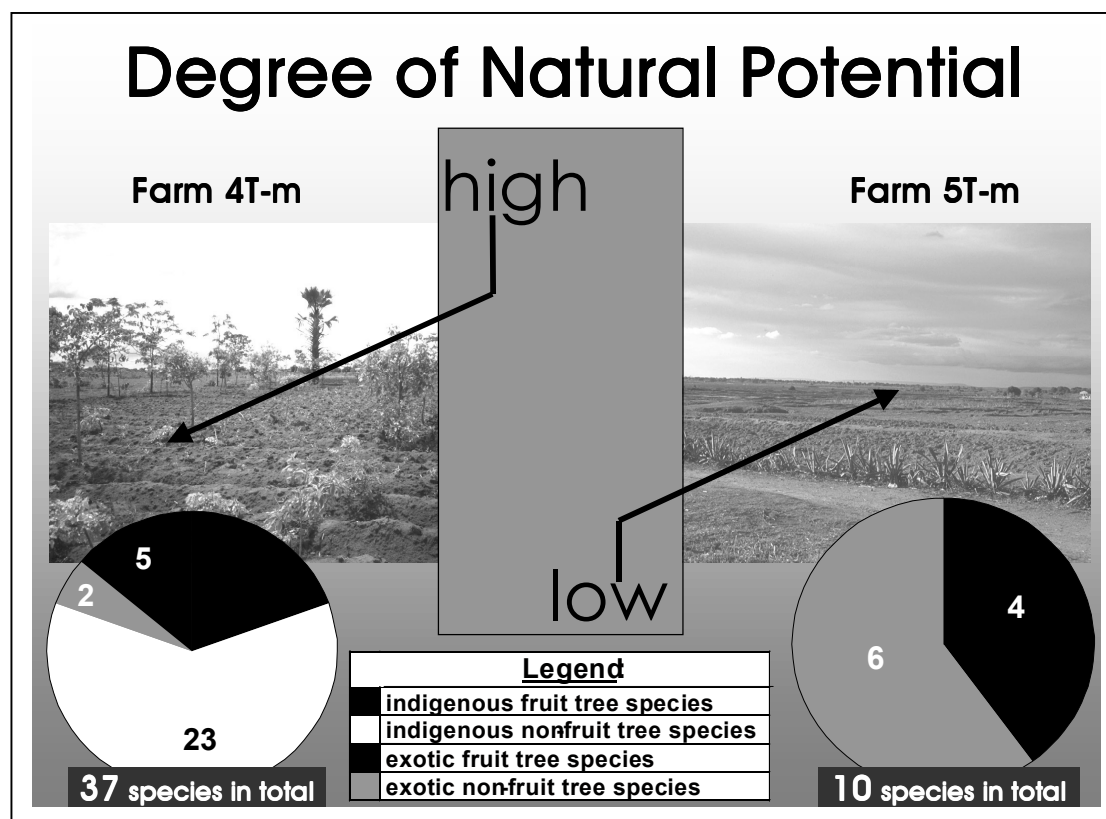 Degree of Natural Potential
Farm 4T-m
high
Farm 5T-m
5
2
23
37 species in total
low
4
6
10 species in total
Legend:
indigenous fruit tree species
indigenous non-fruit tree species
exotic fruit tree species
exotic non-fruit tree species